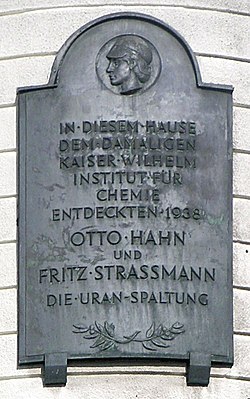 IN·DIESEM·HAUSE
DEM·DAMALIGEN
KAISER·WILHELM
INSTITUT·FÜR
CHEMIE
ENTDECKTEN·1938
OTTO·HAHN
UND
FRITZ·STRASSMANN
DIE·URAN-SPALTUNG